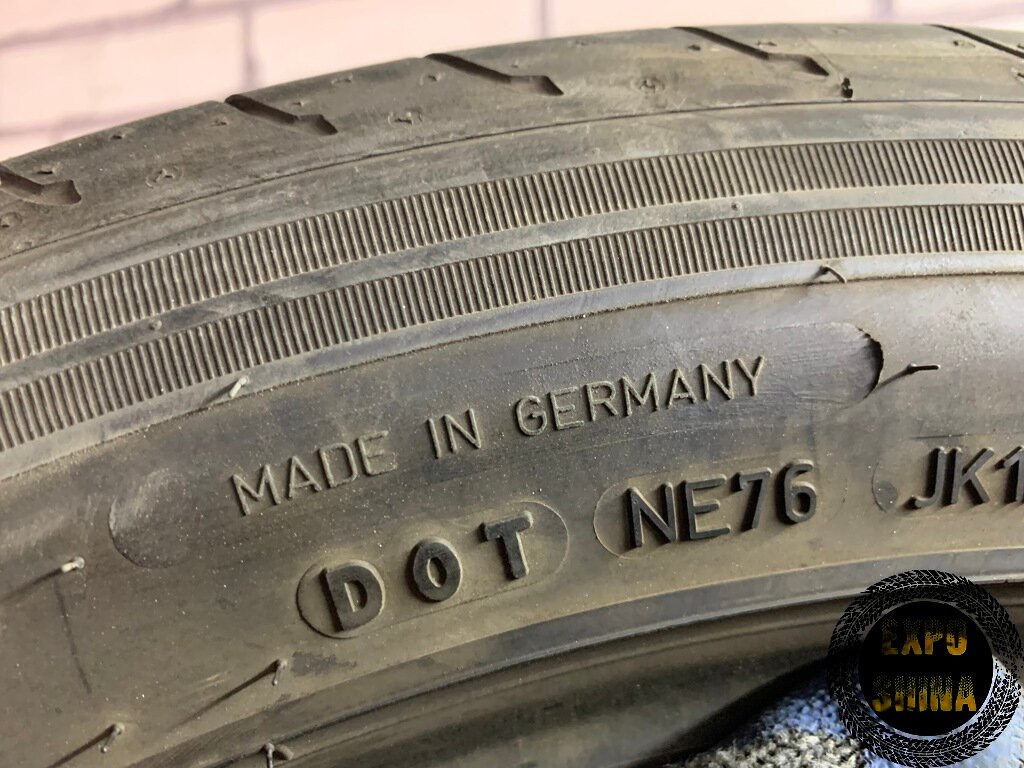 MADE IN GERMANY
DOT NE76 JK1
EXPO
SHINA